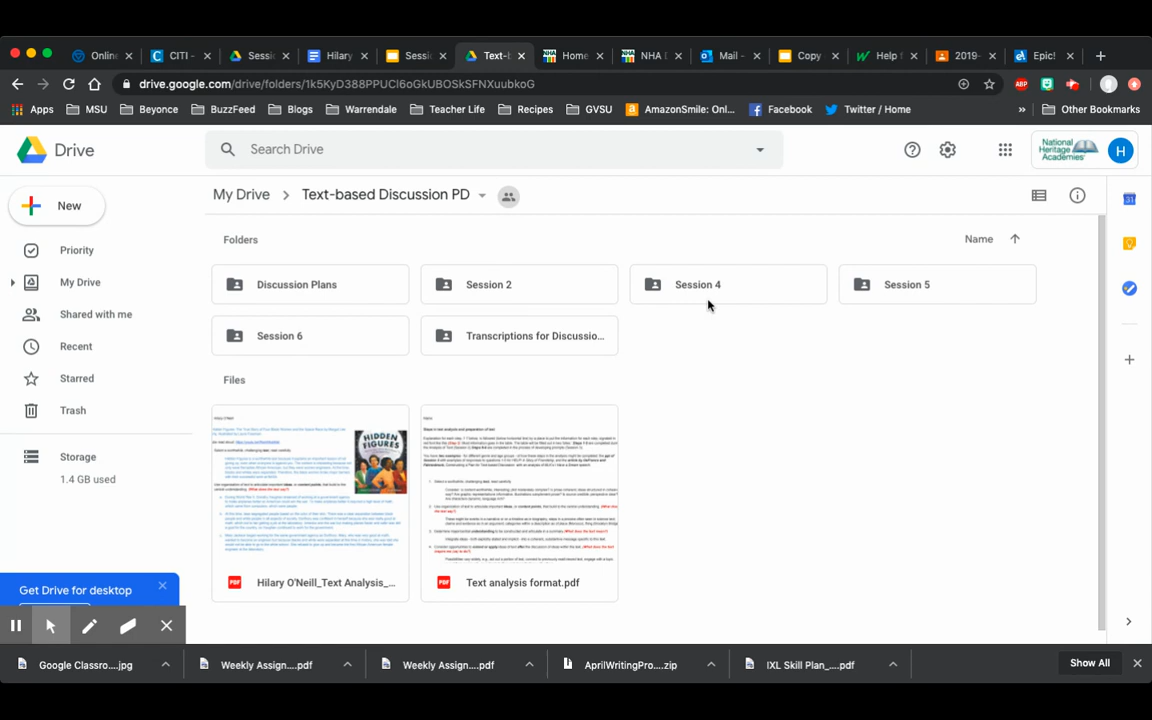 Online
CITI -
Sessi
Hilary
Sessi
Text-b
Home
NHA D
Mail -
Copy
Help f
2019-
Epic!
drive.google.com/drive/folders/1k5KyD388PPUCl6oGkUBOSkSFNXuubkoG
ABP
Apps
MSU
Beyonce
BuzzFeed
Blogs
Warrendale
Teacher Life
Recipes
GVSU
AmazonSmile: Onl...
Facebook
Twitter / Home
»
Other Bookmarks
Drive
Search Drive
National
Heritage
Academies
H
New
My Drive > Text-based Discussion PD
Priority
My Drive
Shared with me
Recent
Starred
Trash
Storage
1.4 GB used
Folders
Name
Discussion Plans
Session 2
Session 4
Session 5
Session 6
Transcriptions for Discussio...
Files
HIDDEN
FIGURES
PDF Hilary O'Neill_Text Analysis_...
PDF Text analysis format.pdf
Get Drive for desktop
Google Classro....jpg
Weekly Assign....pdf
Weekly Assign....pdf
AprilWritingPro....zip
IXL Skill Plan_....pdf
Show All